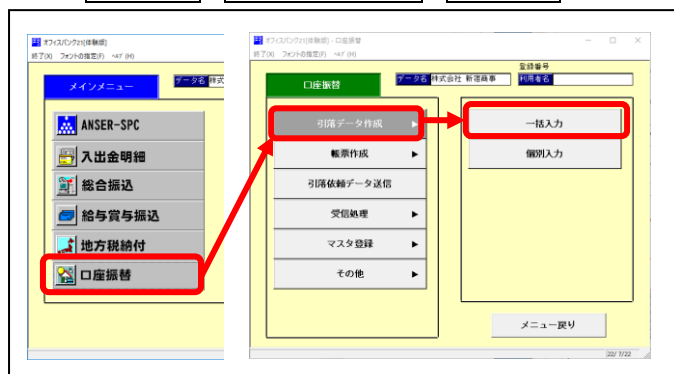 オフィスバンク21[体験版]
終了(X) フォントの指定(F) ヘルプ(H)
メインメニュー
データ名 株式
ANSER-SPC
入出金明細
総合振込
給与賞与振込
地方税納付
口座振替
オフィスバンク21[体験版] - 口座振替
終了(X) フォントの指定(F) ヘルプ(H)
登録番号
口座振替
データ名 株式会社 新宿商事 利用者名
引落データ作成
帳票作成
引落依頼データ送信
受信処理
マスタ登録
その他
一括入力
個別入力
メニュー戻り
22/ 7/22